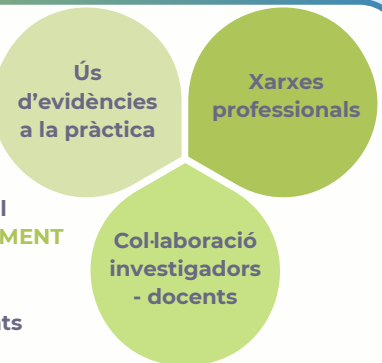 Ús
d'evidències
a la pràctica
Xarxes
professionals
Col·laboració
investigadors
- docents